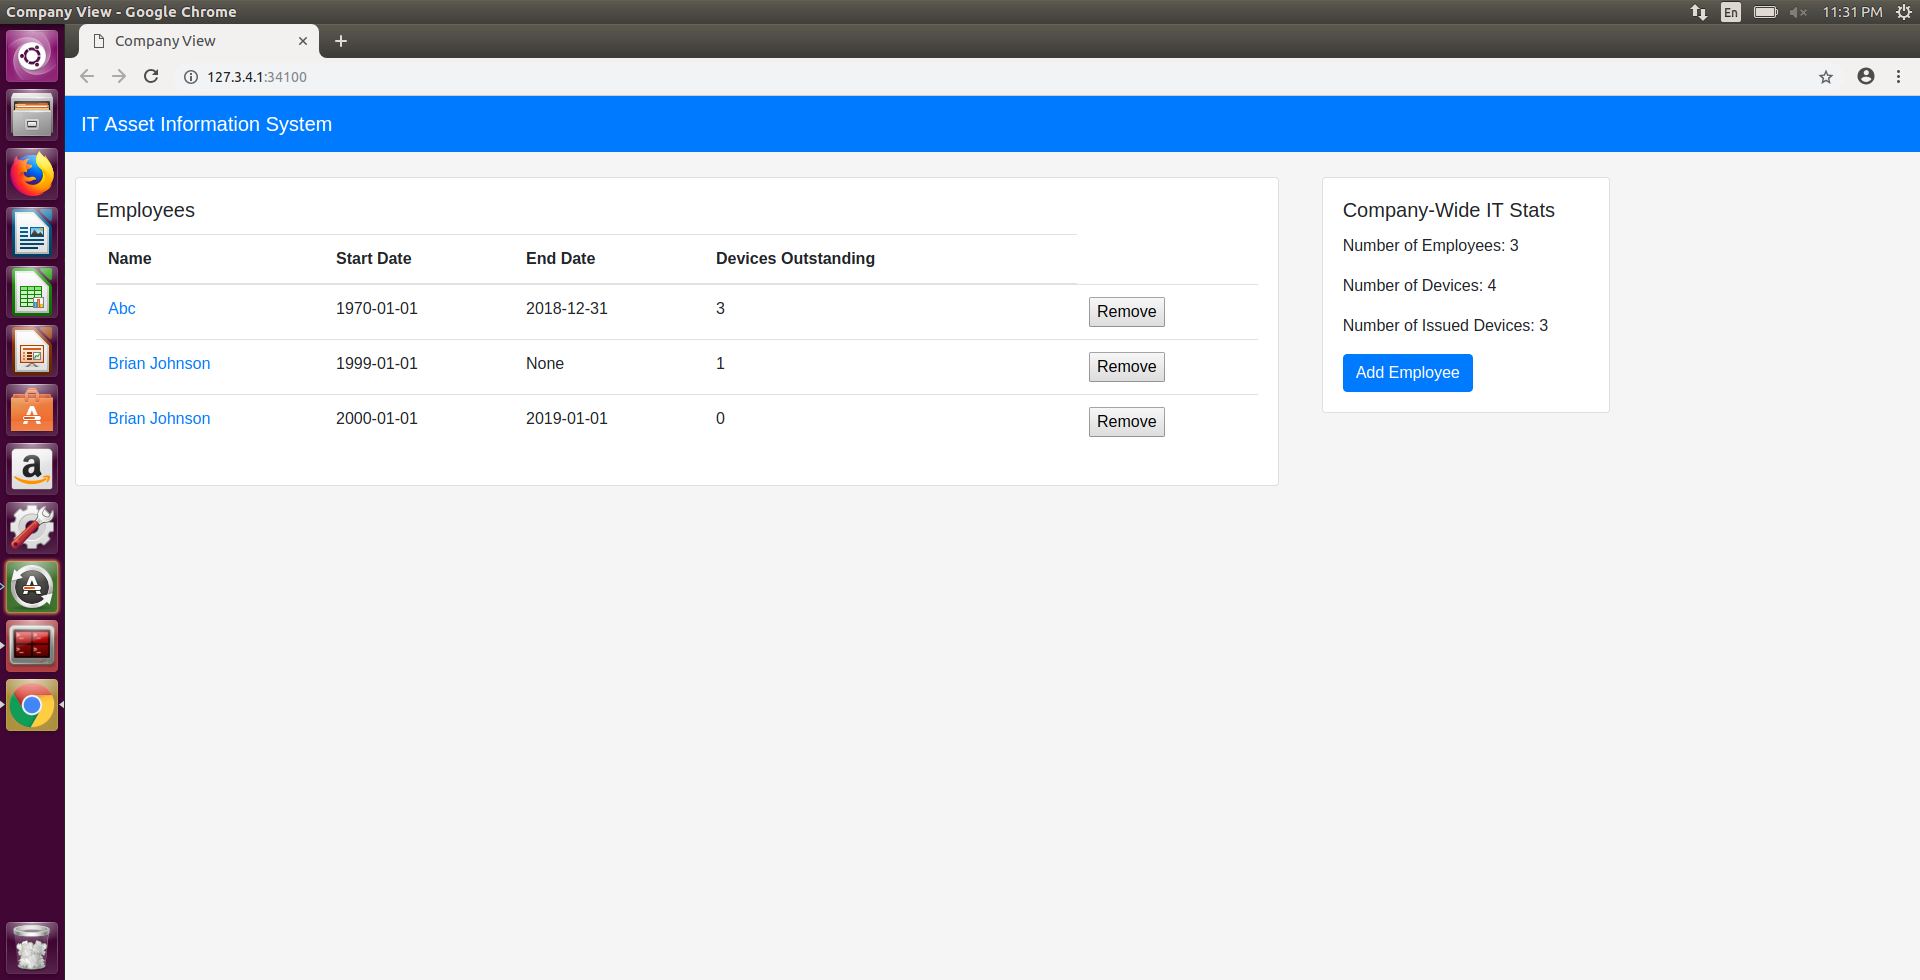 Company View - Google Chrome
En
11:31 PM
Company View
127.3.4.1:34100
IT Asset Information System
Employees
Name Start Date End Date Devices Outstanding
Abc 1970-01-01 2018-12-31 3 Remove
Brian Johnson 1999-01-01 None 1 Remove
Brian Johnson 2000-01-01 2019-01-01 0 Remove
Company-Wide IT Stats
Number of Employees: 3
Number of Devices: 4
Number of Issued Devices: 3
Add Employee